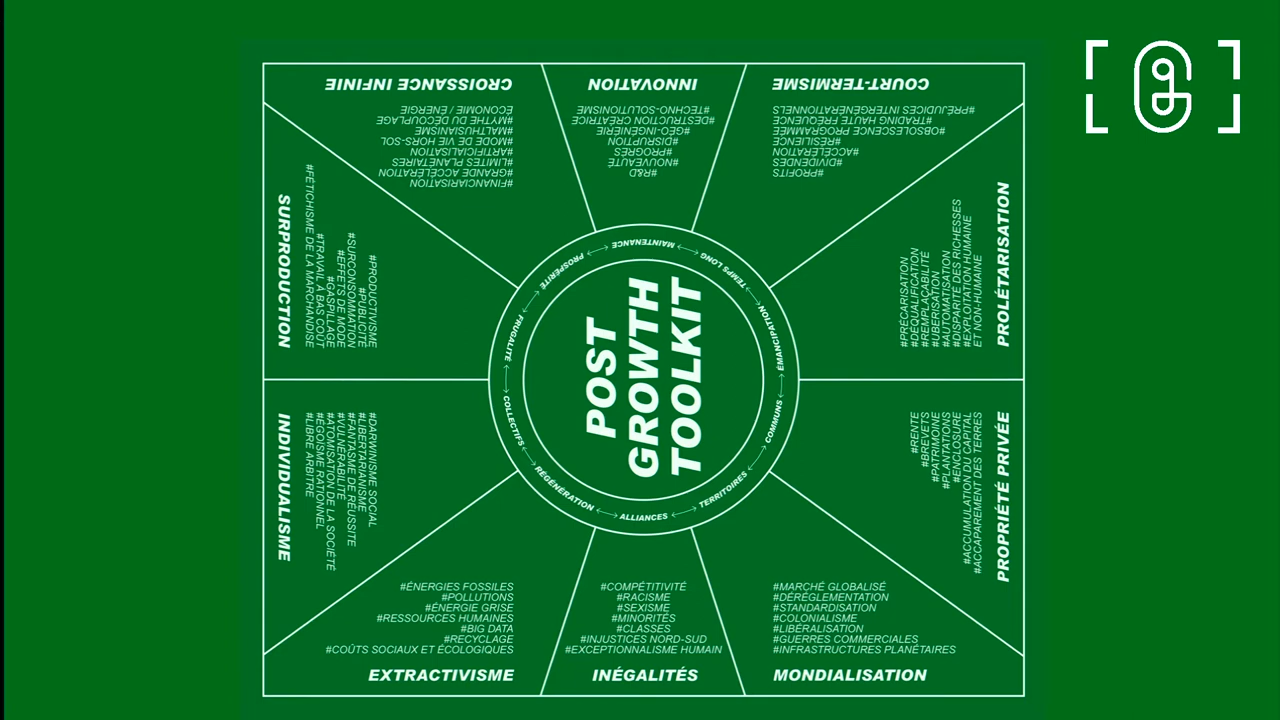 CROISSANCE INFINIE
ÉCONOMIE / ÉNERGIE
#MYTHE DU DÉCOUPLAGE
#MALTHUSIANISME
#MODE DE VIE HORS-SOL
#ARTIFICIALISATION
#LIMITES PLANÉTAIRES
#GRANDE ACCÉLÉRATION
#FINANCIARISATION
INNOVATION
#TECHNO-SOLUTIONISME
#DESTRUCTION CRÉATRICE
#GÉO-INGÉNIERIE
#DISRUPTION
#PROGRÈS
#NOUVEAUTÉ
#R&D
COURT-TERMISME
#PRÉJUDICES INTERGÉNÉRATIONNELS
#TRADING HAUTE FRÉQUENCE
#OBSOLESCENCE PROGRAMMÉE
#RÉSILIENCE
#ACCÉLÉRATION
#DIVIDENDES
#PROFITS
PROLÉTARISATION
#PRÉCARISATION
#DÉQUALIFICATION
#REMPLAÇABILITÉ
#UBERISATION
#AUTOMATISATION
#DISPARITÉ DES RICHESSES
#EXPLOITATION HUMAINE
ET NON-HUMAINE
PROPRIÉTÉ PRIVÉE
#RENTE
#BREVETS
#PATRIMOINE
#PLANTATIONS
#ENCLOSURE
#ACCUMULATION DU CAPITAL
#ACCAPAREMENT DES TERRES
#MARCHÉ GLOBALISÉ
#DÉRÉGLEMENTATION
#STANDARDISATION
#COLONIALISME
#LIBÉRALISATION
#GUERRES COMMERCIALES
#INFRASTRUCTURES PLANÉTAIRES
MONDIALISATION
#COMPÉTITIVITÉ
#RACISME
#SEXISME
#MINORITÉS
#CLASSES
#INJUSTICES NORD-SUD
#EXCEPTIONNALISME HUMAIN
INÉGALITÉS
#ÉNERGIES FOSSILES
#POLLUTIONS
#ÉNERGIE GRISE
#RESSOURCES HUMAINES
#BIG DATA
#RECYCLAGE
#COÛTS SOCIAUX ET ÉCOLOGIQUES
EXTRACTIVISME
#DARWINISME SOCIAL
#LIBERTARIANISME
#FANTASME DE RÉUSSITE
#VULNÉRABILITÉ
#ATOMISATION DE LA SOCIÉTÉ
#ÉGOÏSME RATIONNEL
#LIBRE ARBITRE
INDIVIDUALISME
#PRODUCTIVISME
#PUBLICITÉ
#SURCONSOMMATION
#EFFETS DE MODE
#GASPILLAGE
#TRAVAIL À BAS COÛT
#FÉTICHISME DE LA MARCHANDISE
SURPRODUCTION
PROSPÉRITÉ
MAINTENANCE
TEMPS LONG
ÉMANCIPATION
COMMUNS
TERRITOIRES
ALLIANCES
RÉGÉNÉRATION
COLLECTIFS
FRUGALITÉ
POST
GROWTH
TOOLKIT